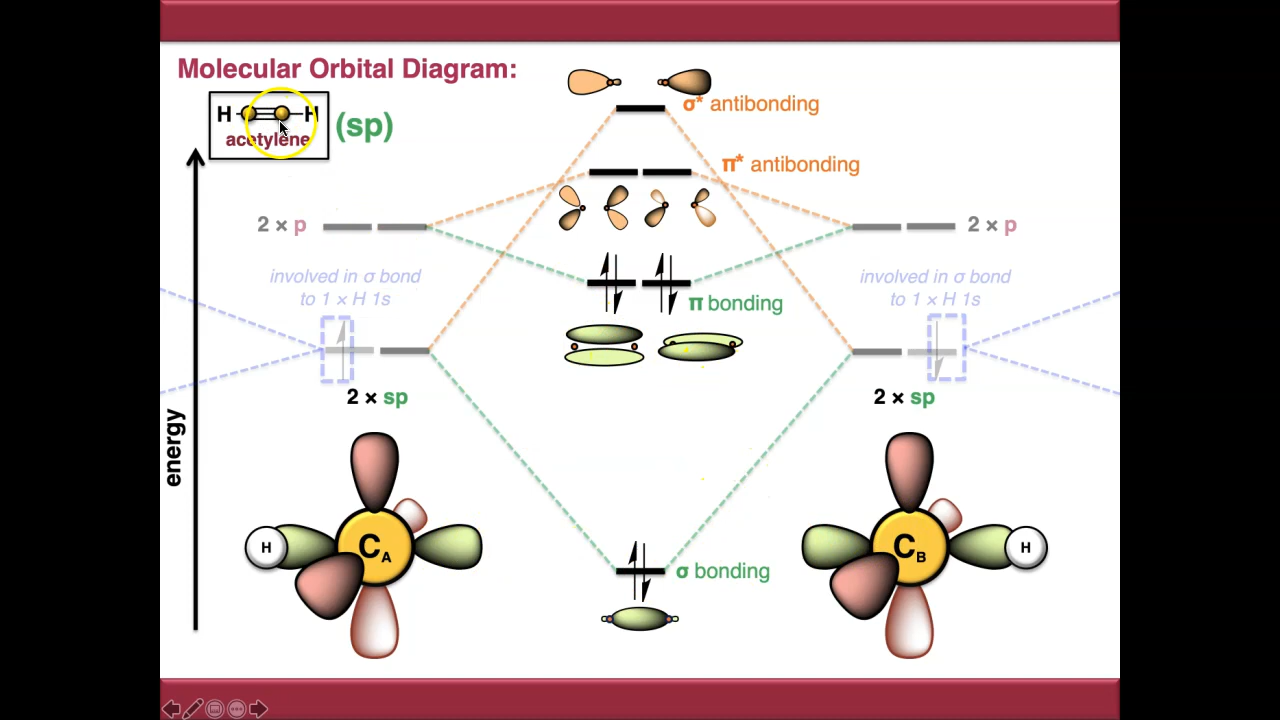 Molecular Orbital Diagram:
H H
acetylene
(sp)
σ* antibonding
π* antibonding
2 × p
2 × p
involved in σ bond
to 1 × H 1s
involved in σ bond
to 1 × H 1s
π bonding
2 × sp
2 × sp
energy
H
CA
CB
H
σ bonding